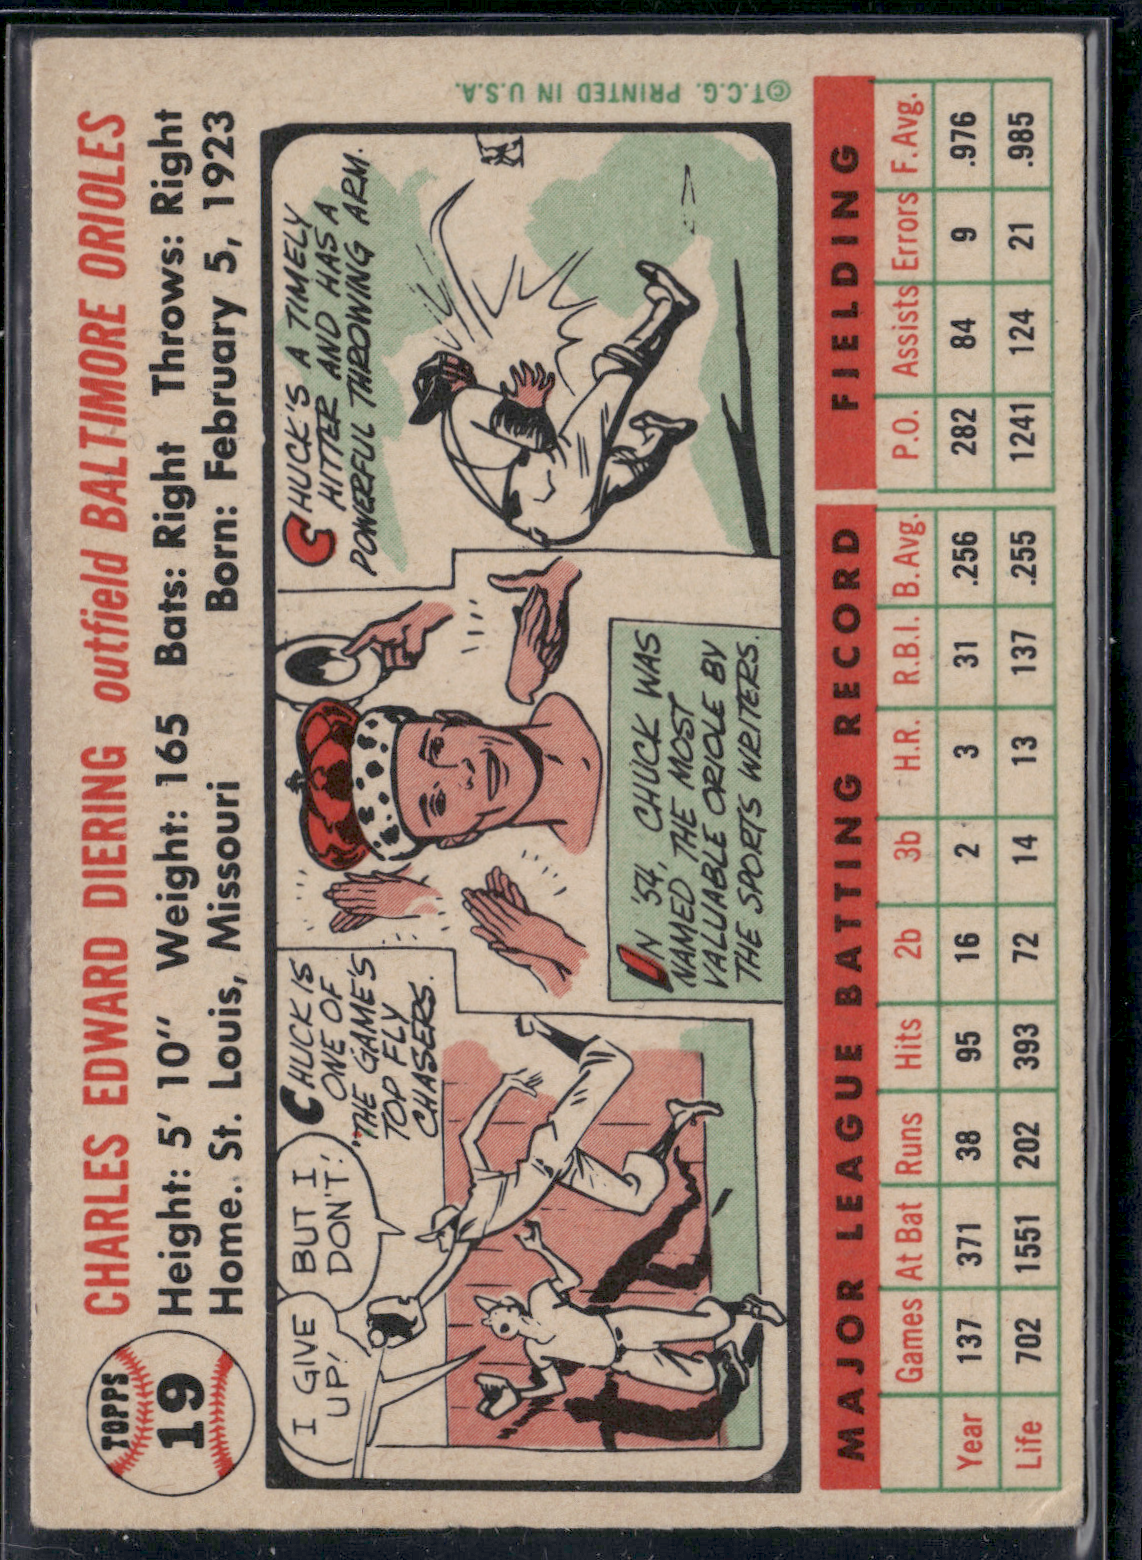 TOPPS
19
CHARLES EDWARD DIERING outfield BALTIMORE ORIOLES
Height: 5' 10" Weight: 165 Bats: Right Throws: Right
Home. St. Louis, Missouri Born: February 5, 1923
I GIVE
UP!
BUT I
DON'T!
CHUCK IS
ONE OF
THE GAME'S
TOP FLY
CHASERS.
IN '54, CHUCK WAS
NAMED THE MOST
VALUABLE ORIOLE BY
THE SPORTS WRITERS.
CHUCK'S A TIMELY
HITTER AND HAS A
POWERFUL THROWING ARM.
©T.C.G. PRINTED IN U.S.A.
MAJOR LEAGUE BATTING RECORD FIELDING
Games At Bat Runs Hits 2b 3b H.R. R.B.I. B. Avg. P.O. Assists Errors F. Avg.
Year 137 371 38 95 16 2 3 31 .256 282 84 9 .976
Life 702 1551 202 393 72 14 13 137 .255 1241 124 21 .985